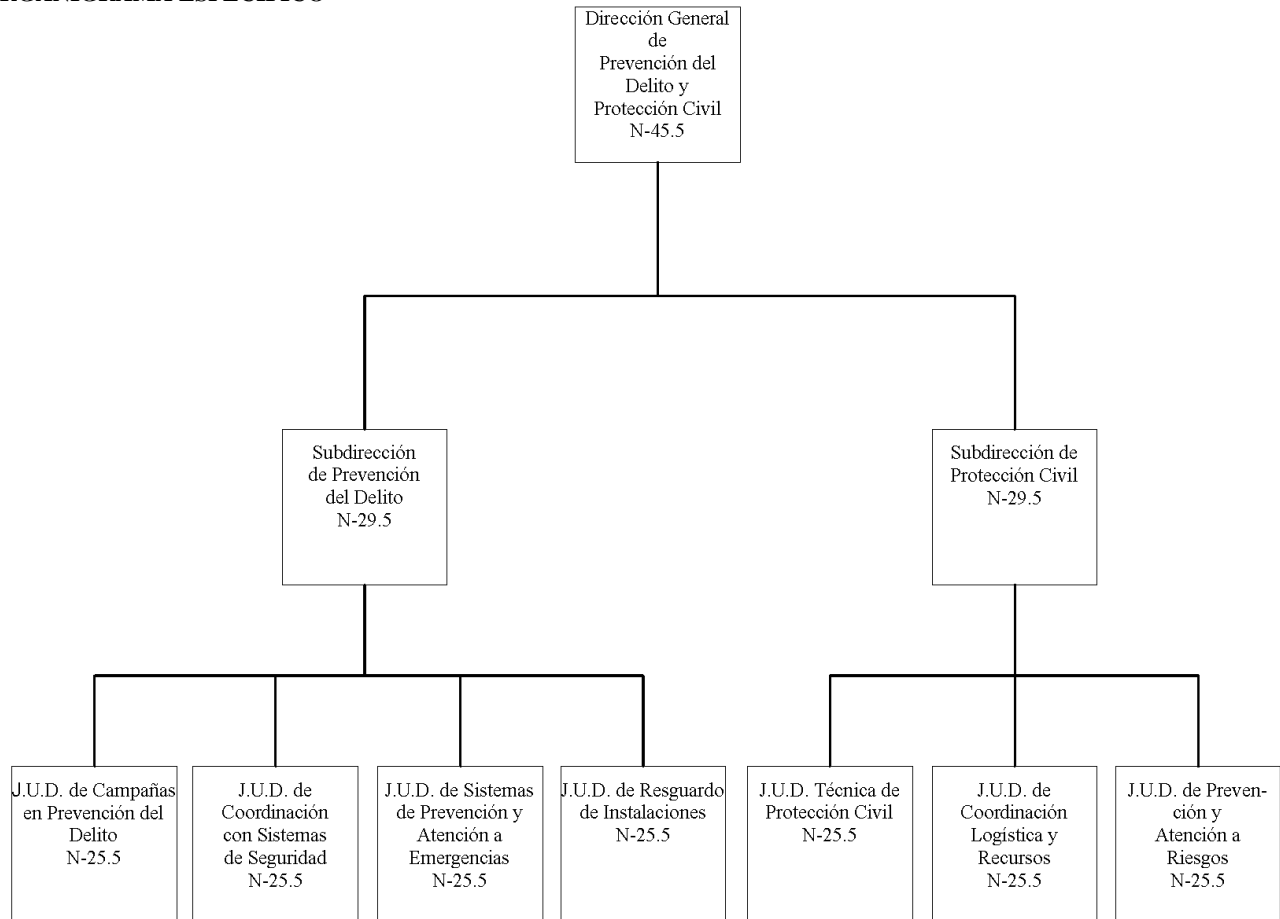 Dirección General
de
Prevención del
Delito y
Protección Civil
N-45.5
Subdirección
de Prevención
del Delito
N-29.5
Subdirección de
Protección Civil
N-29.5
J.U.D. de Campañas
en Prevención del
Delito
N-25.5
J.U.D. de
Coordinación
con Sistemas
de Seguridad
N-25.5
J.U.D. de Sistemas
de Prevención y
Atención a
Emergencias
N-25.5
J.U.D. de Resguardo
de Instalaciones
N-25.5
J.U.D. Técnica de
Protección Civil
N-25.5
J.U.D. de
Coordinación
Logística y
Recursos
N-25.5
J.U.D. de Preven-
ción y
Atención a
Riesgos
N-25.5